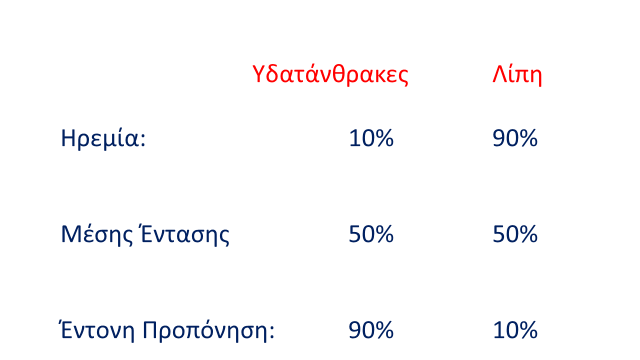 Υδατάνθρακες Λίπη
Ηρεμία: 10% 90%
Μέσης Έντασης 50% 50%
Έντονη Προπόνηση: 90% 10%